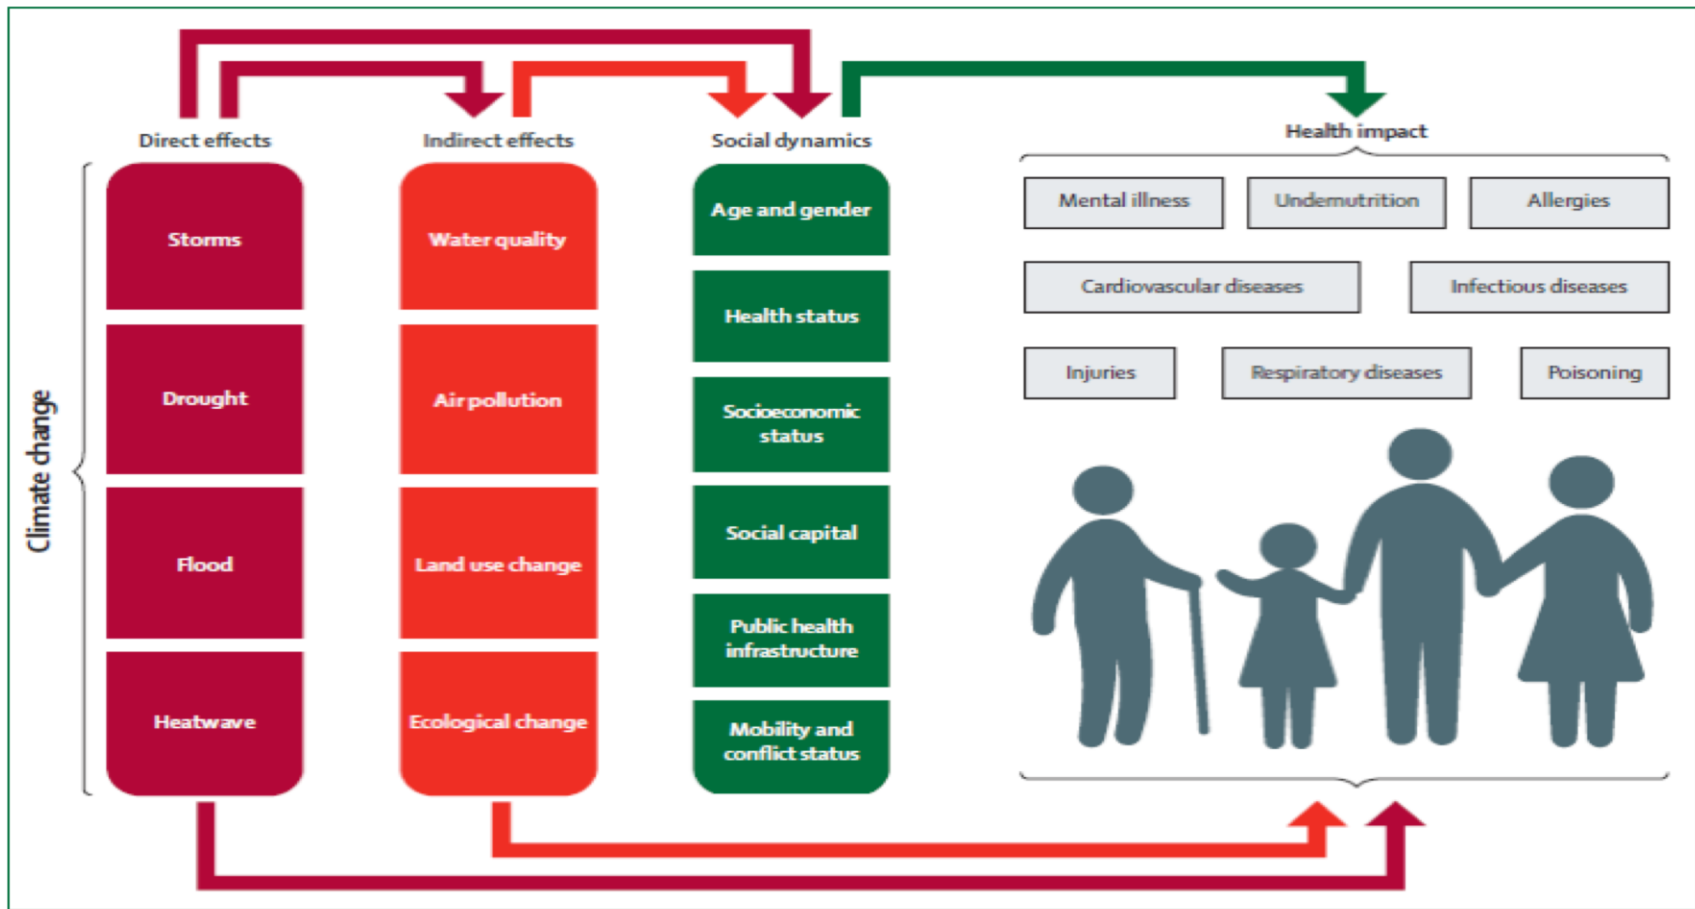 Direct effects
Indirect effects
Social dynamics
Health impact
Climate change
Storms
Drought
Flood
Heatwave
Water quality
Air pollution
Land use change
Ecological change
Age and gender
Health status
Socioeconomic
status
Social capital
Public health
infrastructure
Mobility and
conflict status
Mental illness
Undernutrition
Allergies
Cardiovascular diseases
Infectious diseases
Injuries
Respiratory diseases
Poisoning